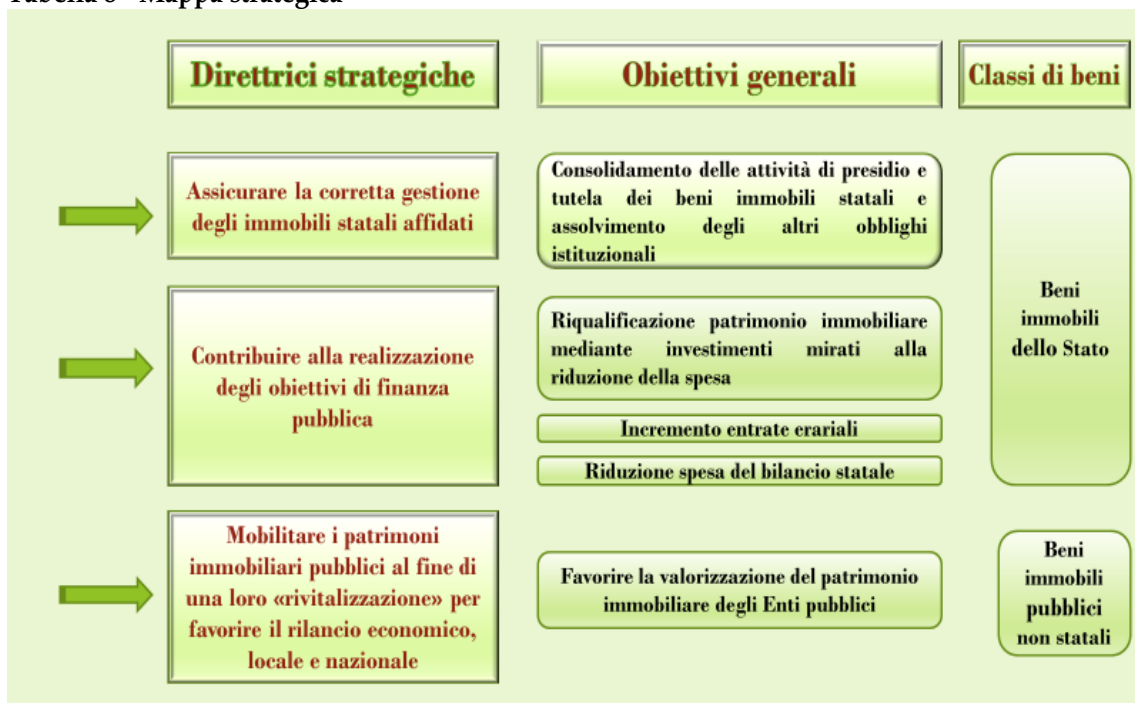 Direttrici strategiche
Obiettivi generali
Classi di beni
Assicurare la corretta gestione
degli immobili statali affidati
Consolidamento delle attività di presidio e
tutela dei beni immobili statali e
assolvimento degli altri obblighi
istituzionali
Contribuire alla realizzazione
degli obiettivi di finanza
pubblica
Riqualificazione patrimonio immobiliare
mediante investimenti mirati alla
riduzione della spesa
Incremento entrate erariali
Riduzione spesa del bilancio statale
Beni
immobili
dello Stato
Mobilitare i patrimoni
immobiliari pubblici al fine di
una loro «rivitalizzazione» per
favorire il rilancio economico,
locale e nazionale
Favorire la valorizzazione del patrimonio
immobiliare degli Enti pubblici
Beni
immobili
pubblici
non statali